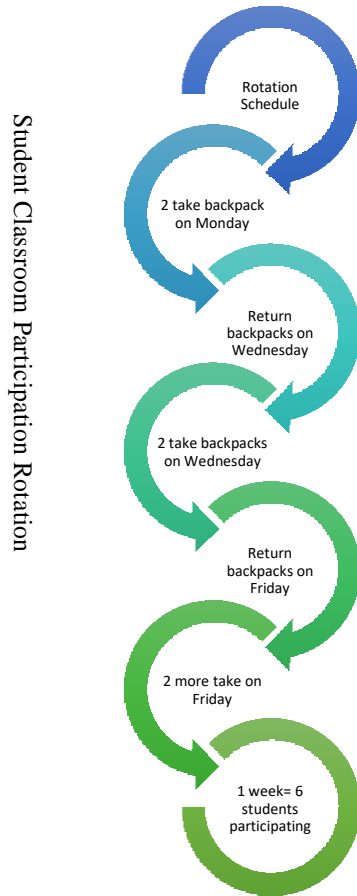 Student Classroom Participation Rotation
Rotation
Schedule
2 take backpack
on Monday
Return
backpacks on
Wednesday
2 take backpacks
on Wednesday
Return
backpacks on
Friday
2 more take on
Friday
1 week= 6
students
participating